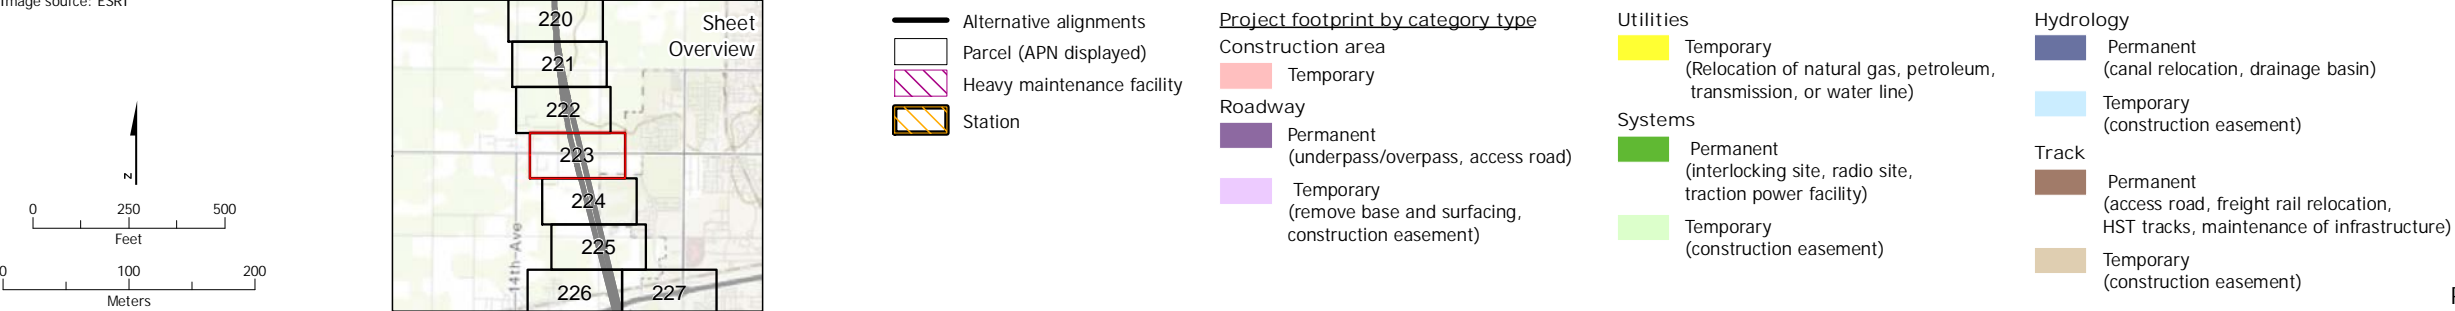 Image source: ESRI
N
0 250 500
Feet
0 100 200
Meters
Sheet
Overview
220
221
222
223
224
225
226 227
14th-Ave
Alternative alignments
Parcel (APN displayed)
Heavy maintenance facility
Station
Project footprint by category type
Construction area
Temporary
Roadway
Permanent
(underpass/overpass, access road)
Temporary
(remove base and surfacing,
construction easement)
Utilities
Temporary
(Relocation of natural gas, petroleum,
transmission, or water line)
Systems
Permanent
(interlocking site, radio site,
traction power facility)
Temporary
(construction easement)
Hydrology
Permanent
(canal relocation, drainage basin)
Temporary
(construction easement)
Track
Permanent
(access road, freight rail relocation,
HST tracks, maintenance of infrastructure)
Temporary
(construction easement)